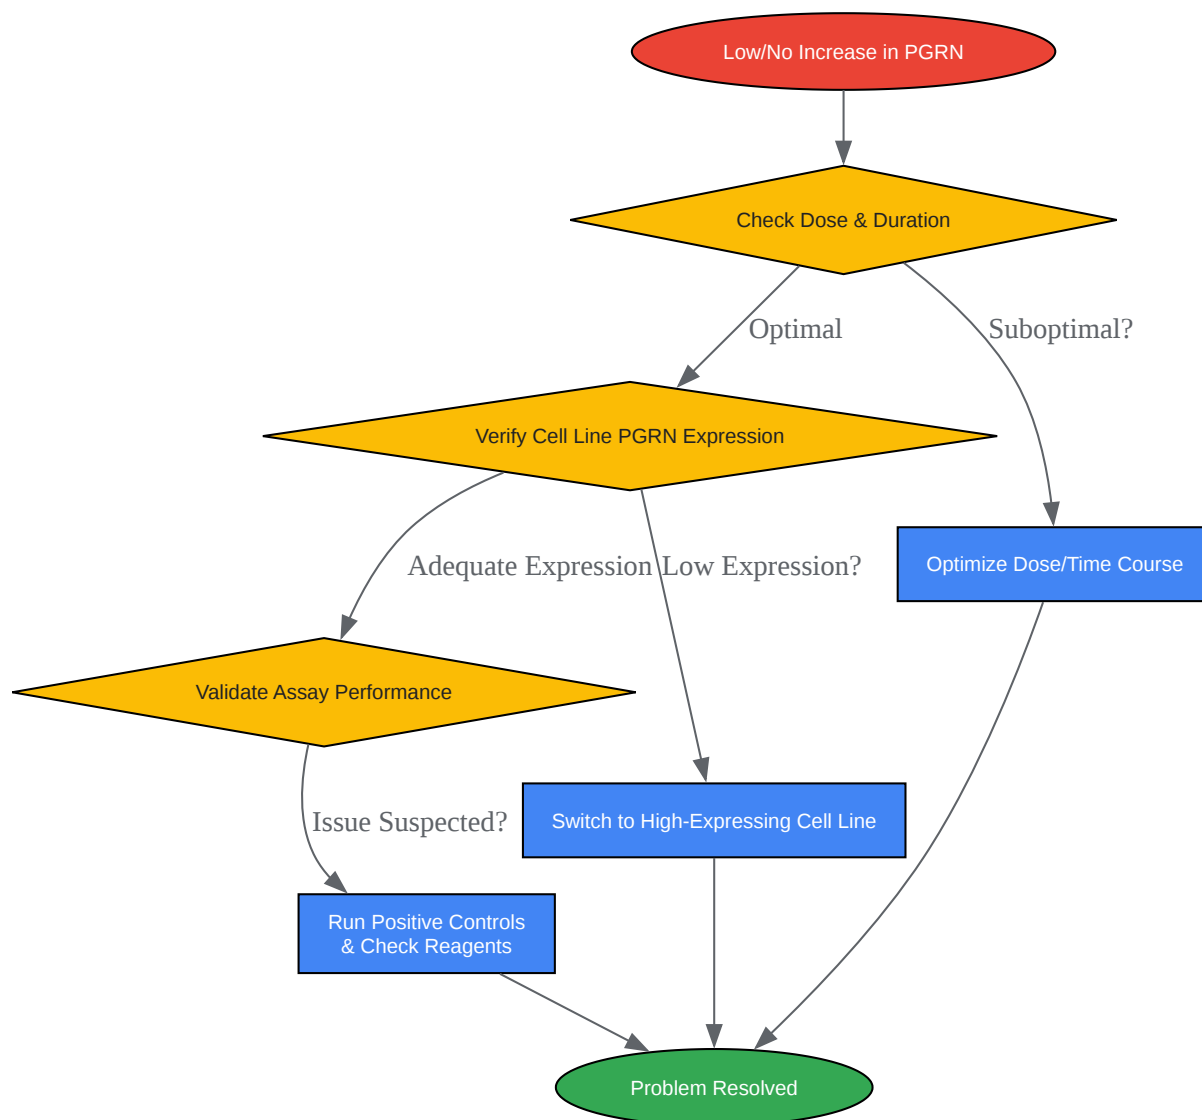 Low/No Increase in PGRN
Check Dose & Duration
Optimal
Suboptimal?
Verify Cell Line PGRN Expression
Adequate Expression
Low Expression?
Optimize Dose/Time Course
Validate Assay Performance
Issue Suspected?
Switch to High-Expressing Cell Line
Run Positive Controls
& Check Reagents
Problem Resolved